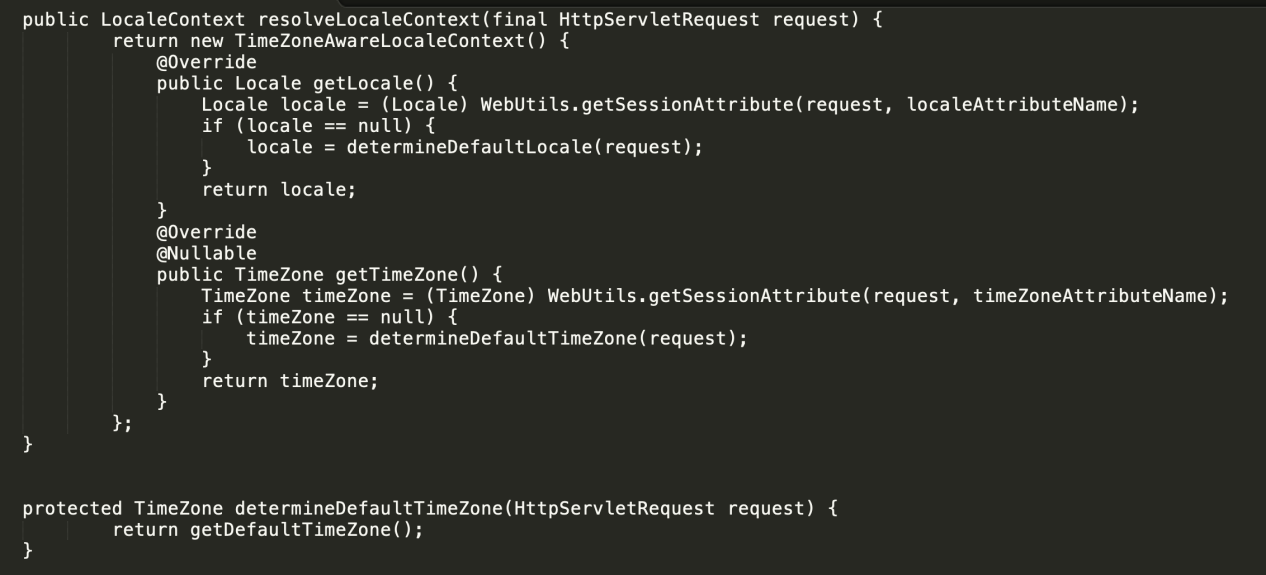 public LocaleContext resolveLocaleContext(final HttpServletRequest request) {
return new TimeZoneAwareLocaleContext() {
@Override
public Locale getLocale() {
Locale locale = (Locale) WebUtils.getSessionAttribute(request, localeAttributeName);
if (locale == null) {
locale = determineDefaultLocale(request);
}
return locale;
}
@Override
@Nullable
public TimeZone getTimeZone() {
TimeZone timeZone = (TimeZone) WebUtils.getSessionAttribute(request, timeZoneAttributeName);
if (timeZone == null) {
timeZone = determineDefaultTimeZone(request);
}
return timeZone;
}
};
}
protected TimeZone determineDefaultTimeZone(HttpServletRequest request) {
return getDefaultTimeZone();
}